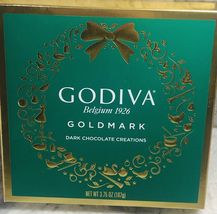 GODIVA
Belgium 1926
GOLDMARK
DARK CHOCOLATE CREATIONS
NET WT 3.76 OZ (107g)